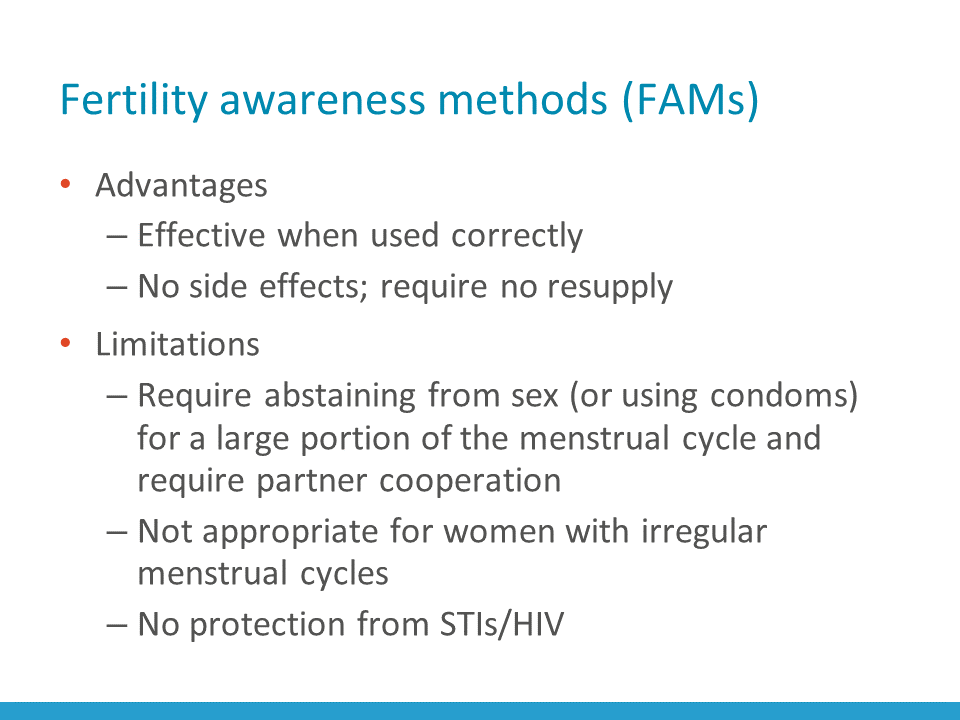 Fertility awareness methods (FAMs)
• Advantages
– Effective when used correctly
– No side effects; require no resupply
• Limitations
– Require abstaining from sex (or using condoms)
for a large portion of the menstrual cycle and
require partner cooperation
– Not appropriate for women with irregular
menstrual cycles
– No protection from STIs/HIV